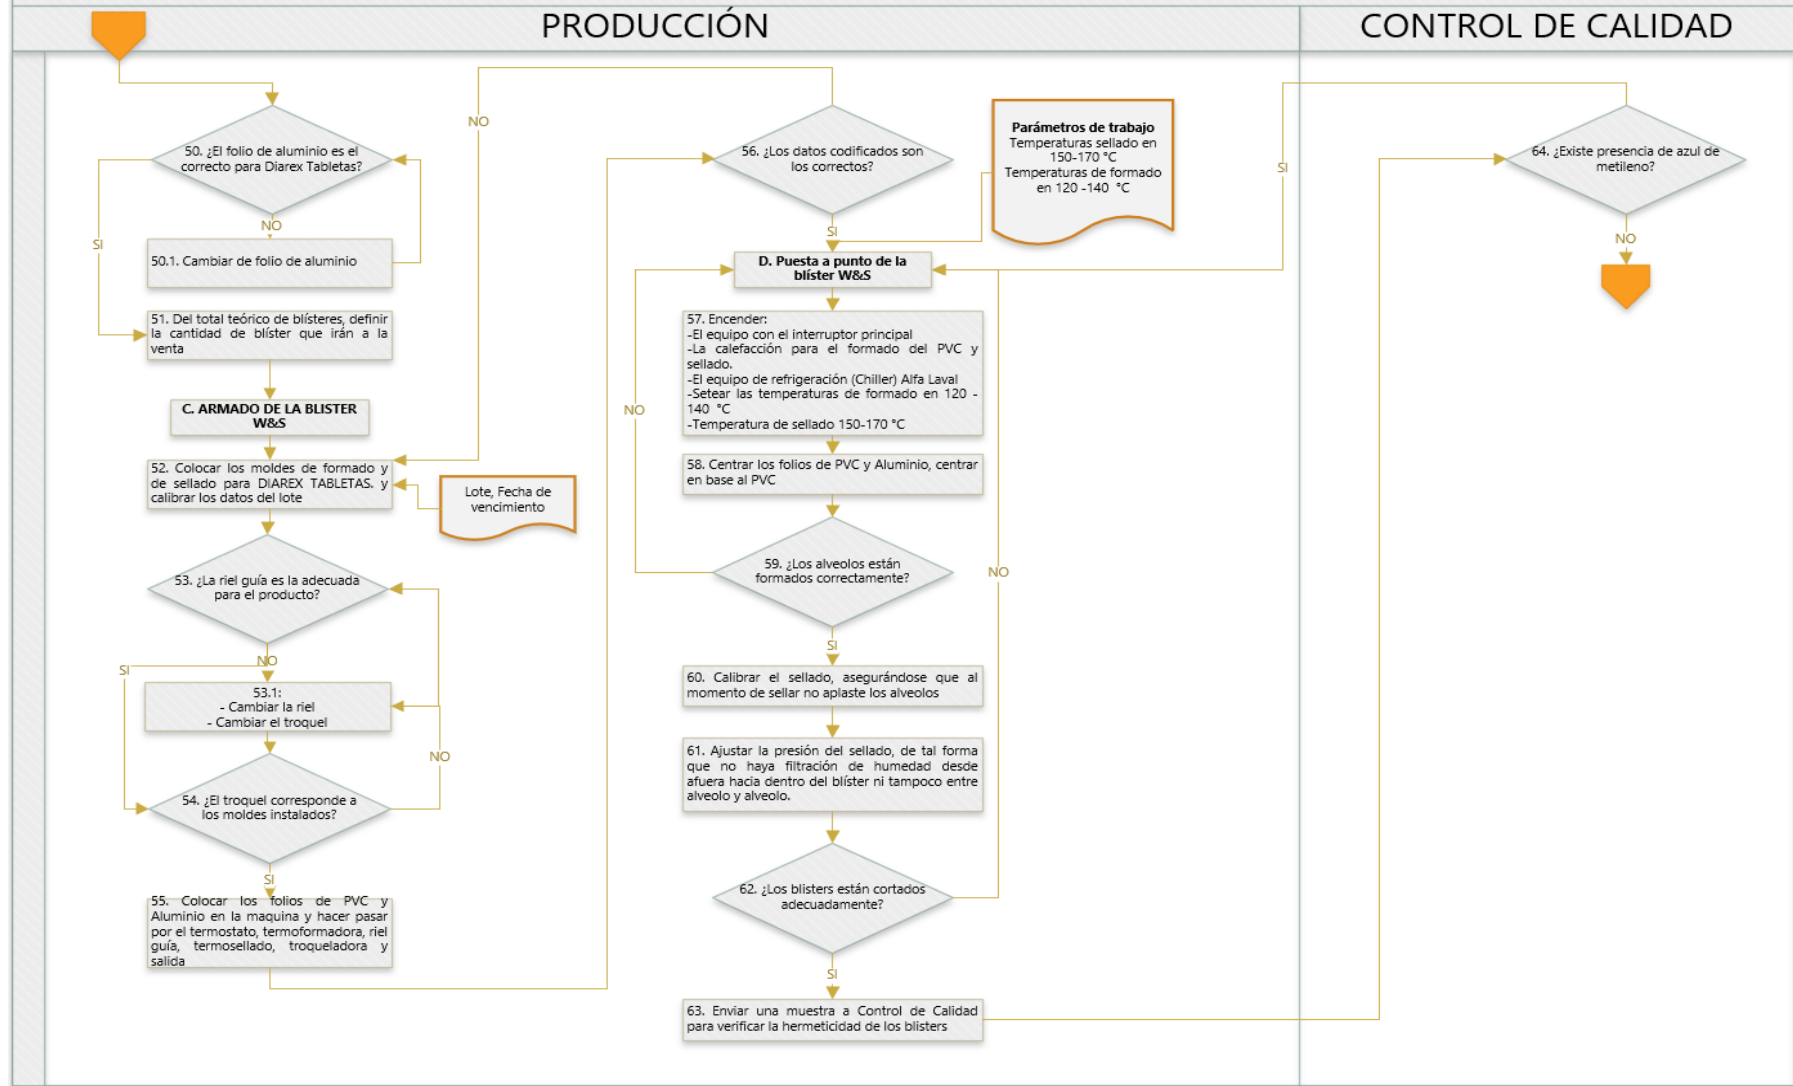 PRODUCCIÓN
CONTROL DE CALIDAD
50. ¿El folio de aluminio es el
correcto para Diarex Tabletas?
SI
NO
50.1. Cambiar de folio de aluminio
51. Del total teórico de blísteres, definir
la cantidad de blíster que irán a la
venta
C. ARMADO DE LA BLISTER
W&S
52. Colocar los moldes de formado y
de sellado para DIAREX TABLETAS. y
calibrar los datos del lote
Lote, Fecha de
vencimiento
53. ¿La riel guía es la adecuada
para el producto?
NO
SI
53.1:
- Cambiar la riel
- Cambiar el troquel
NO
54. ¿El troquel corresponde a
los moldes instalados?
SI
55. Colocar los folios de PVC y
Aluminio en la maquina y hacer pasar
por el termostato, termoformadora, riel
guía, termosellado, troqueladora y
salida
NO
56. ¿Los datos codificados son
los correctos?
SI
Parámetros de trabajo
Temperaturas sellado en
150-170 °C
Temperaturas de formado
en 120 -140 °C
D. Puesta a punto de la
blíster W&S
57. Encender:
-El equipo con el interruptor principal
-La calefacción para el formado del PVC y
sellado.
-El equipo de refrigeración (Chiller) Alfa Laval
-Setear las temperaturas de formado en 120 -
140 °C
-Temperatura de sellado 150-170 °C
NO
58. Centrar los folios de PVC y Aluminio, centrar
en base al PVC
59. ¿Los alveolos están
formados correctamente?
NO
SI
60. Calibrar el sellado, asegurándose que al
momento de sellar no aplaste los alveolos
61. Ajustar la presión del sellado, de tal forma
que no haya filtración de humedad desde
afuera hacia dentro del blíster ni tampoco entre
alveolo y alveolo.
62. ¿Los blisters están cortados
adecuadamente?
SI
63. Enviar una muestra a Control de Calidad
para verificar la hermeticidad de los blisters
SI
64. ¿Existe presencia de azul de
metileno?
NO